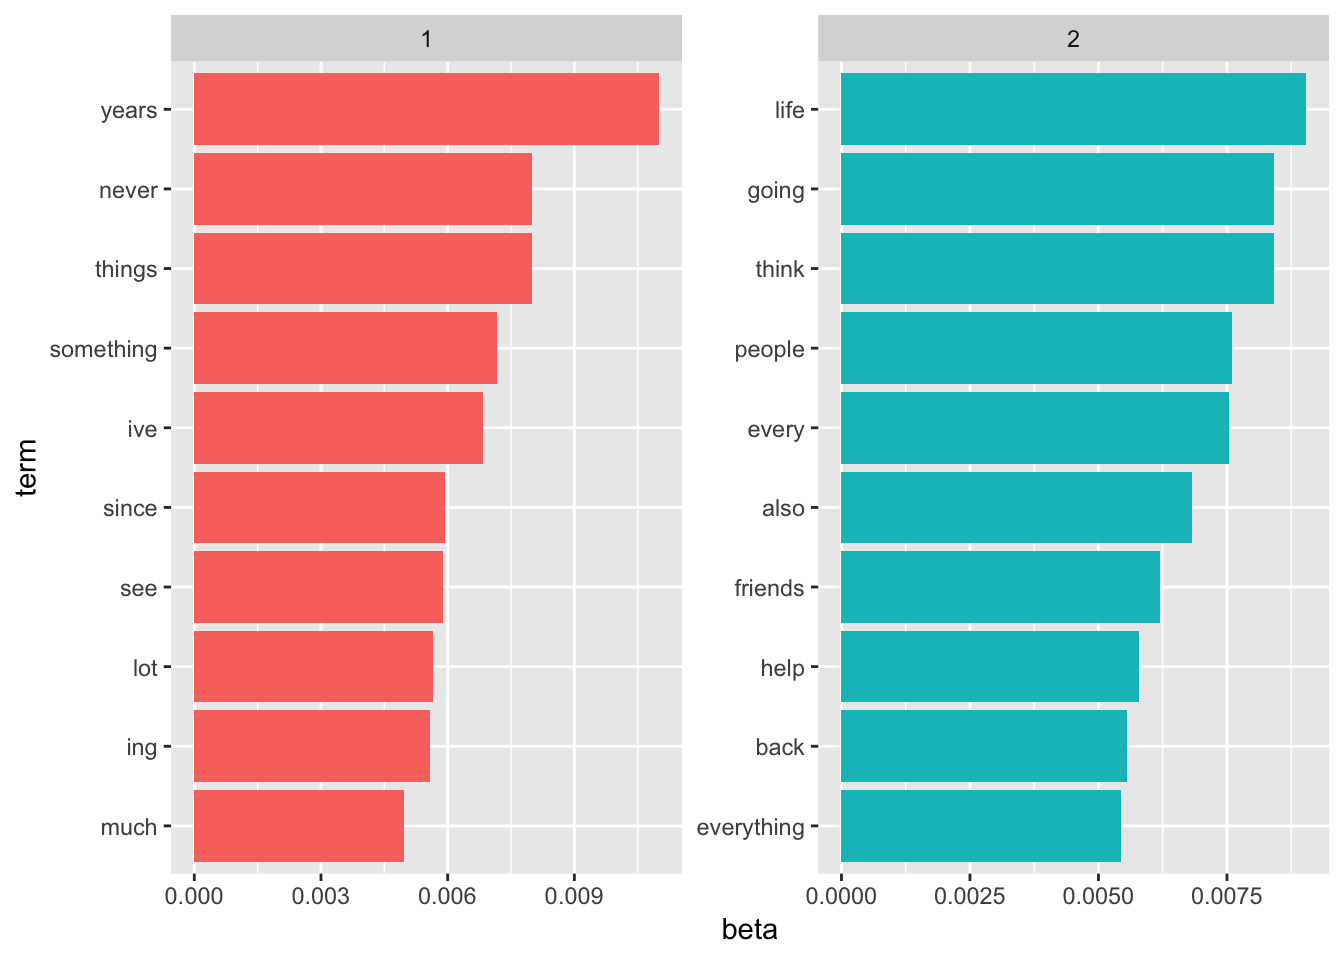 1
2
term
years
never
things
something
ive
since
see
lot
ing
much
life
going
think
people
every
also
friends
help
back
everything
0.000 0.003 0.006 0.009
0.0000 0.0025 0.0050 0.0075
beta